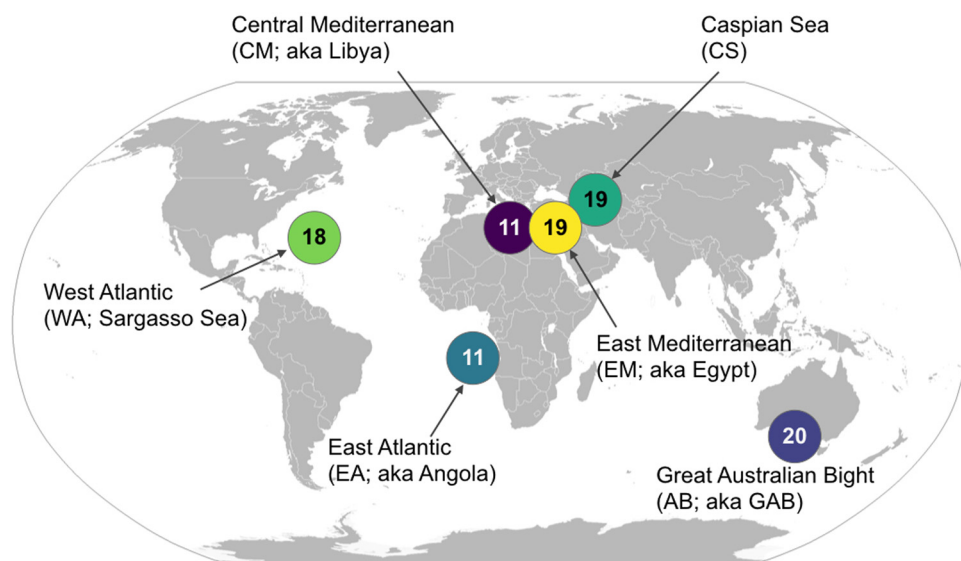 Central Mediterranean
(CM; aka Libya)
Caspian Sea
(CS)
19
11
19
18
West Atlantic
(WA; Sargasso Sea)
East Mediterranean
(EM; aka Egypt)
11
East Atlantic
(EA; aka Angola)
20
Great Australian Bight
(AB; aka GAB)